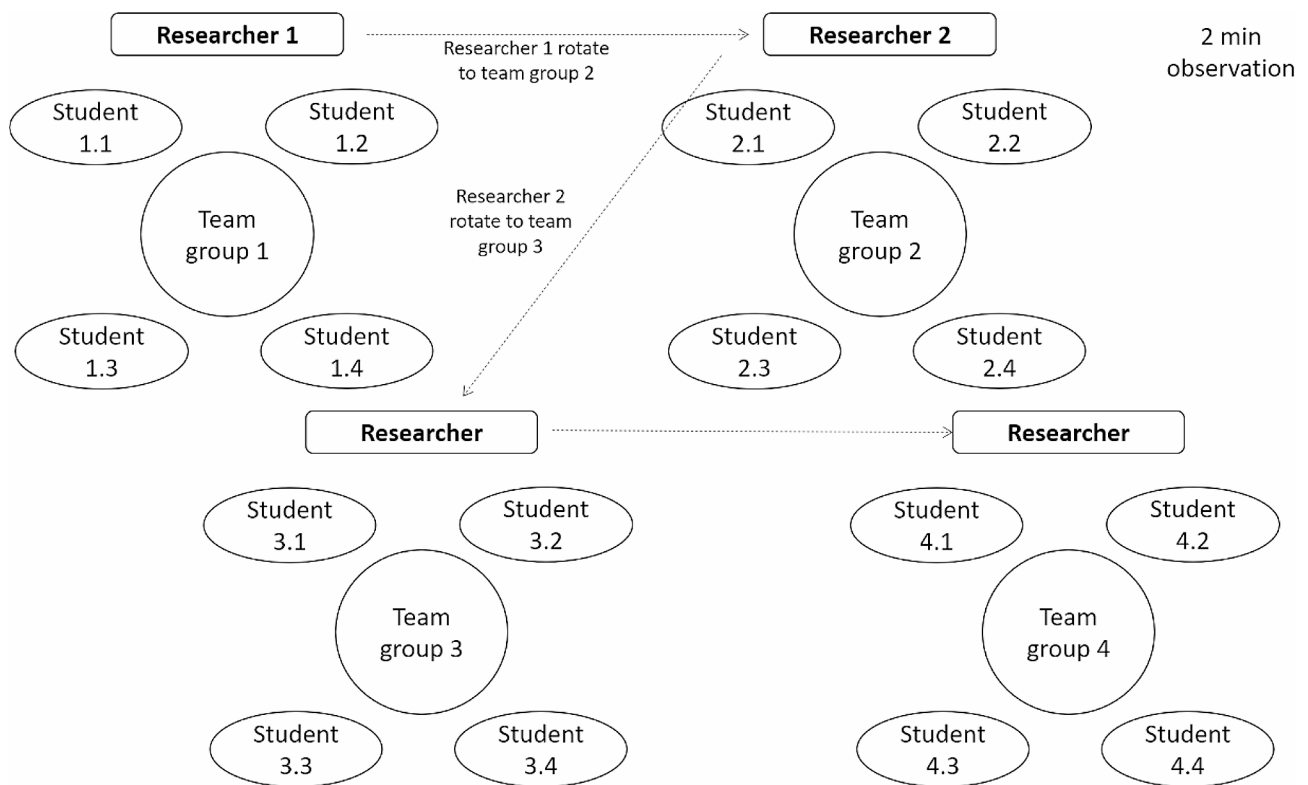 Researcher 1
Researcher 1 rotate
to team group 2
Researcher 2
2 min
observation
Student
1.1
Student
1.2
Student
2.1
Student
2.2
Team
group 1
Researcher 2
rotate to team
group 3
Team
group 2
Student
1.3
Student
1.4
Student
2.3
Student
2.4
Researcher
Researcher
Student
3.1
Student
3.2
Student
4.1
Student
4.2
Team
group 3
Team
group 4
Student
3.3
Student
3.4
Student
4.3
Student
4.4